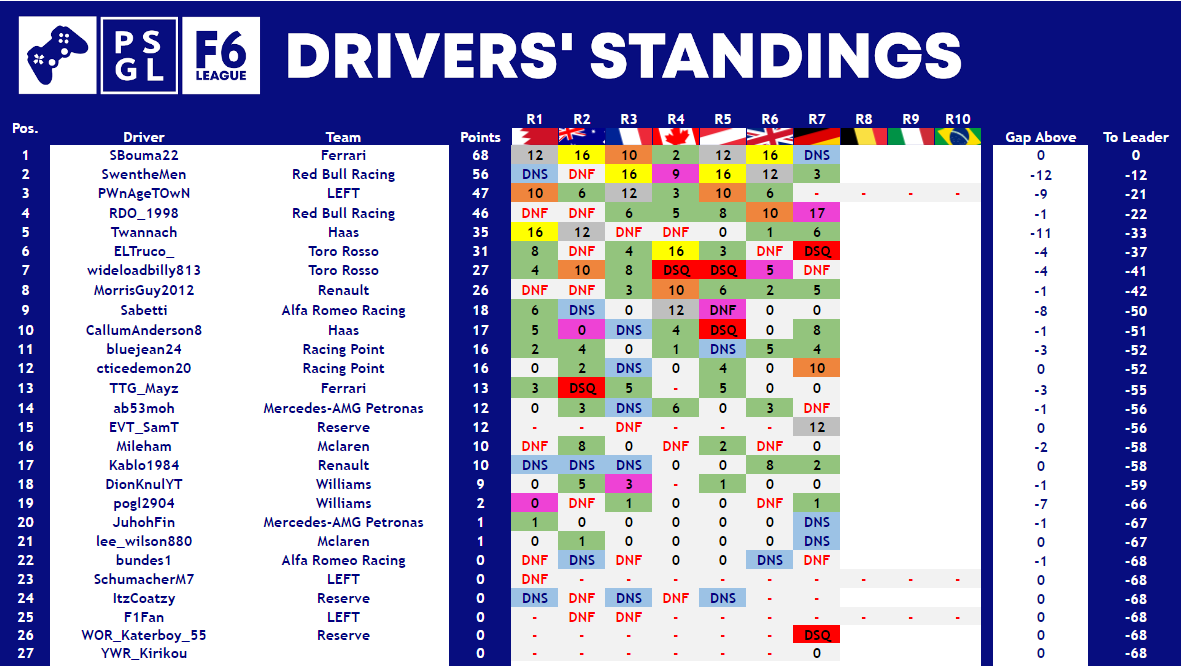 PS
GL
F6
LEAGUE
DRIVERS' STANDINGS
Pos. Driver Team Points R1 R2 R3 R4 R5 R6 R7 R8 R9 R10 Gap Above To Leader
1 SBouma22 Ferrari 68 12 16 10 2 12 16 DNS 0 0
2 SwentheMen Red Bull Racing 56 DNS DNF 16 9 16 12 3 -12 -12
3 PWnAgeTOwN LEFT 47 10 6 12 3 10 6 - - - - -9 -21
4 RDO_1998 Red Bull Racing 46 DNF DNF 6 5 8 10 17 -1 -22
5 Twannach Haas 35 16 12 DNF DNF 0 1 6 -11 -33
6 ELTruco_ Toro Rosso 31 8 DNF 4 16 3 DNF DSQ -4 -37
7 wideloadbilly813 Toro Rosso 27 4 10 8 DSQ DSQ 5 DNF -4 -41
8 MorrisGuy2012 Renault 26 DNF DNF 3 10 6 2 5 -1 -42
9 Sabetti Alfa Romeo Racing 18 6 DNS 0 12 DNF 0 0 -8 -50
10 CallumAnderson8 Haas 17 5 0 DNS 4 DSQ 0 8 -1 -51
11 bluejean24 Racing Point 16 2 4 0 1 DNS 5 4 -3 -52
12 cticedemon20 Racing Point 16 0 2 DNS 0 4 0 10 0 -52
13 TTG_Mayz Ferrari 13 3 DSQ 5 - 5 0 0 -3 -55
14 ab53moh Mercedes-AMG Petronas 12 0 3 DNS 6 0 3 DNF -1 -56
15 EVT_SamT Reserve 12 - - DNF - - - 12 0 -56
16 Mileham Mclaren 10 DNF 8 0 DNF 2 DNF 0 -2 -58
17 Kablo1984 Renault 10 DNS DNS DNS 0 0 8 2 0 -58
18 DionKnulYT Williams 9 0 5 3 - 1 0 0 -1 -59
19 pogl2904 Williams 2 0 DNF 1 0 0 DNF 1 -7 -66
20 JuhohFin Mercedes-AMG Petronas 1 1 0 0 0 0 0 DNS -1 -67
21 lee_wilson880 Mclaren 1 0 1 0 0 0 0 DNS 0 -67
22 bundes1 Alfa Romeo Racing 0 DNF DNS DNF 0 0 DNS DNF -1 -68
23 SchumacherM7 LEFT 0 DNF - - - - - - - - - 0 -68
24 ItzCoatzy Reserve 0 DNS DNF DNS DNF DNS - - 0 -68
25 F1Fan LEFT 0 - DNF DNF - - - - - - - 0 -68
26 WOR_Katerboy_55 Reserve 0 - - - - - - DSQ 0 -68
27 YWR_Kirikou 0 - - - - - - 0 0 -68